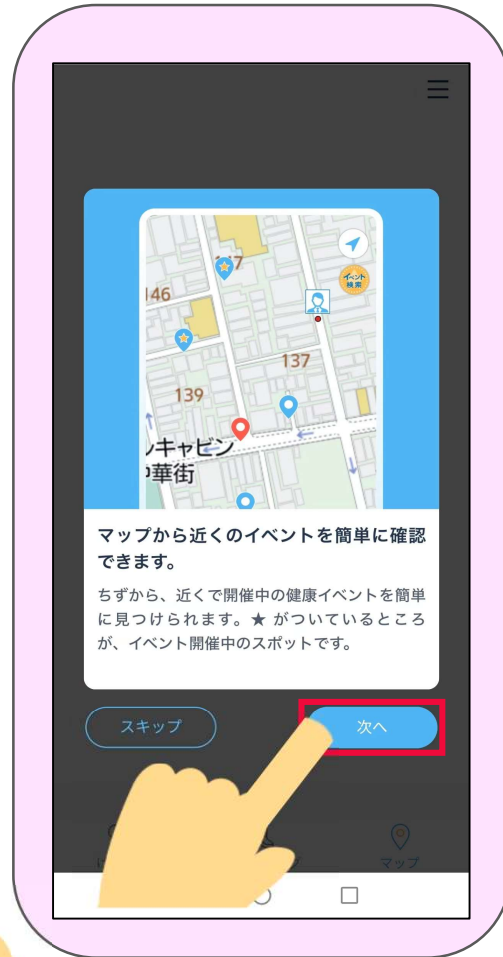 147
イベント
検索
146
137
139
ルキャビン
中華街
マップから近くのイベントを簡単に確認
できます。
ちずから、近くで開催中の健康イベントを簡単
に見つけられます。★ がついているところ
が、イベント開催中のスポットです。
スキップ
次へ
マップ